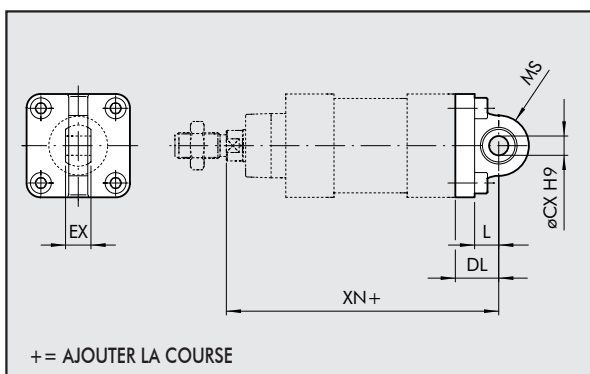 MS
øCX H9
EX
L
DL
XN+
+= AJOUTER LA COURSE